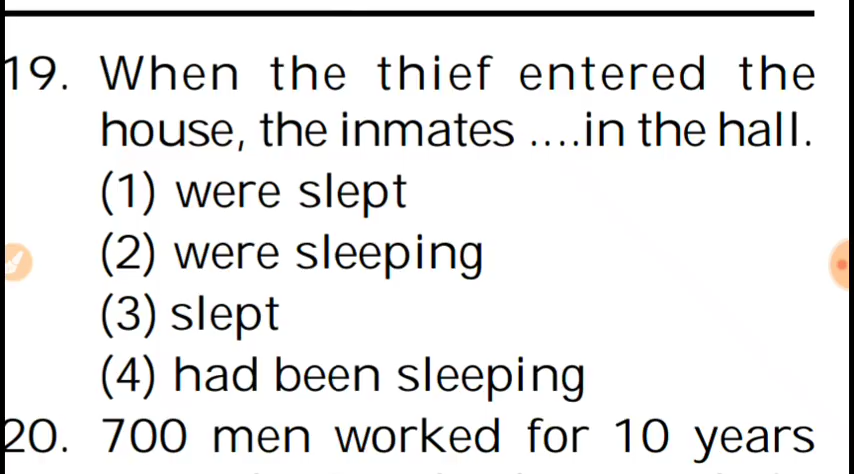 19. When the thief entered the
house, the inmates ....in the hall.
(1) were slept
(2) were sleeping
(3) slept
(4) had been sleeping
20. 700 men worked for 10 years